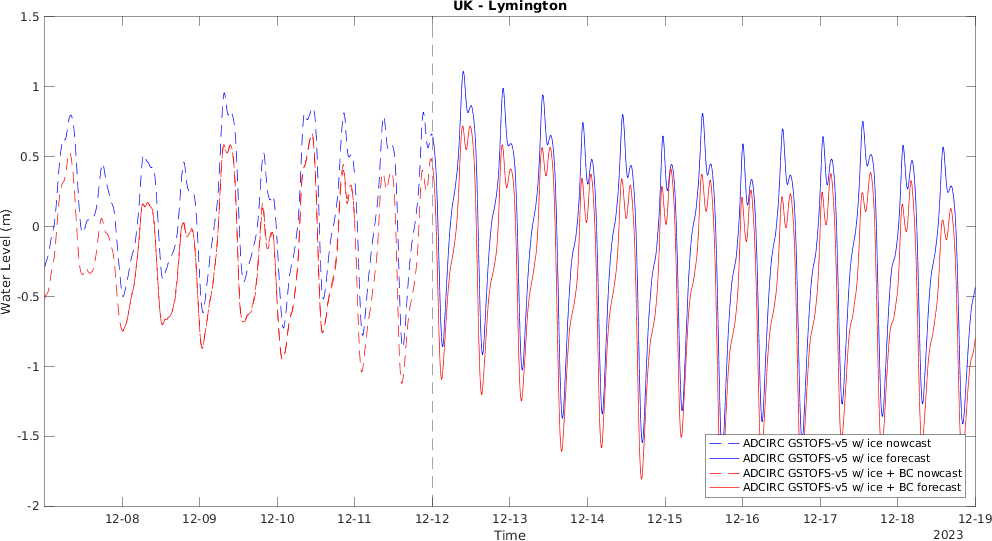 UK - Lymington
1.5
1
0.5
0
-0.5
-1
-1.5
-2
Water Level (m)
ADCIRC GSTOFS-v5 w/ ice nowcast
ADCIRC GSTOFS-v5 w/ ice forecast
ADCIRC GSTOFS-v5 w/ ice + BC nowcast
ADCIRC GSTOFS-v5 w/ ice + BC forecast
12-08 12-09 12-10 12-11 12-12 12-13 12-14 12-15 12-16 12-17 12-18 12-19
Time
2023